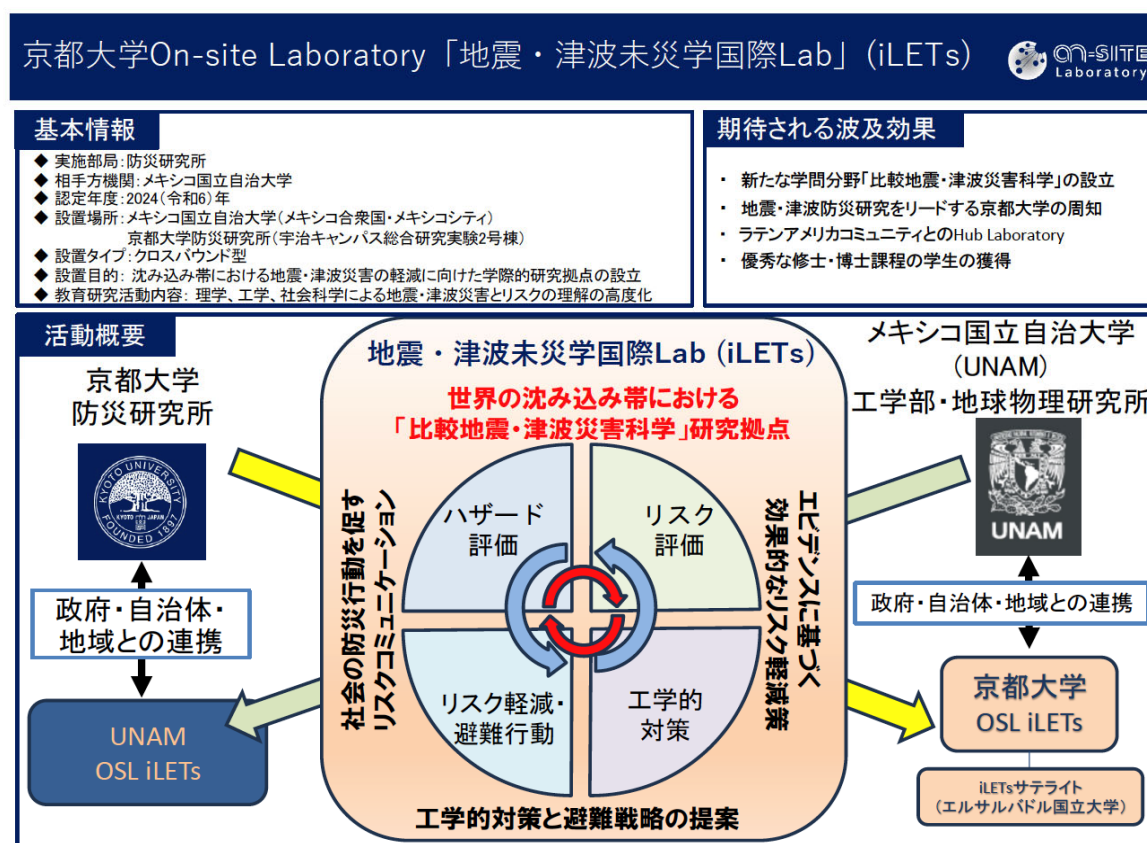 京都大学On-site Laboratory「地震・津波未災学国際Lab」(iLETs)
ON-SITE
Laboratory
基本情報
◆ 実施部局:防災研究所
◆ 相手方機関:メキシコ国立自治大学
◆ 認定年度:2024(令和6)年
◆ 設置場所:メキシコ国立自治大学(メキシコ合衆国・メキシコシティ)
京都大学防災研究所(宇治キャンパス総合研究実験2号棟)
◆ 設置タイプ:クロスバウンド型
◆ 設置目的: 沈み込み帯における地震・津波災害の軽減に向けた学際的研究拠点の設立
◆ 教育研究活動内容: 理学、工学、社会科学による地震・津波災害とリスクの理解の高度化
期待される波及効果
・ 新たな学問分野「比較地震・津波災害科学」の設立
・ 地震・津波防災研究をリードする京都大学の周知
・ ラテンアメリカコミュニティとのHub Laboratory
・ 優秀な修士・博士課程の学生の獲得
活動概要
京都大学
防災研究所
KYOTO UNIVERSITY
KYOTO JAPAN
FOUNDED 1897
政府・自治体・
地域との連携
UNAM
OSL iLETs
地震・津波未災学国際Lab (iLETs)
世界の沈み込み帯における
「比較地震・津波災害科学」研究拠点
社会の防災行動を促す
リスクコミュニケーション
ハザード
評価
リスク
評価
リスク軽減・
避難行動
工学的
対策
エビデンスに基づく
効果的なリスク軽減策
工学的対策と避難戦略の提案
メキシコ国立自治大学
(UNAM)
工学部・地球物理研究所
UNAM
政府・自治体・地域との連携
京都大学
OSL iLETs
iLETsサテライト
(エルサルバドル国立大学)